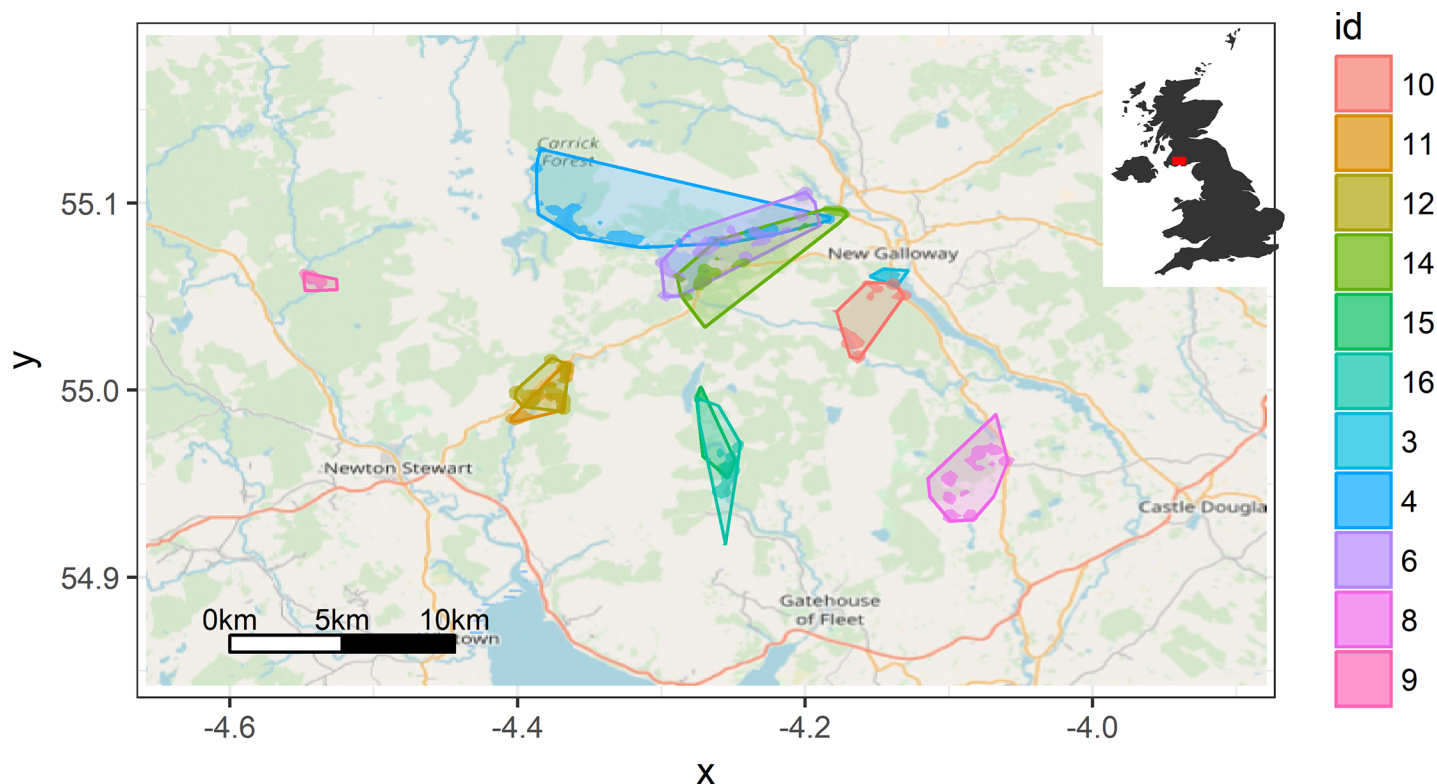 id
10
11
12
14
15
16
3
4
6
8
9
y
55.1
55.0
54.9
Carrick
Forest
New Galloway
Newton Stewart
Castle Dougla
Gatehouse
of Fleet
0km 5km 10km
town
-4.6 -4.4 -4.2 -4.0
x